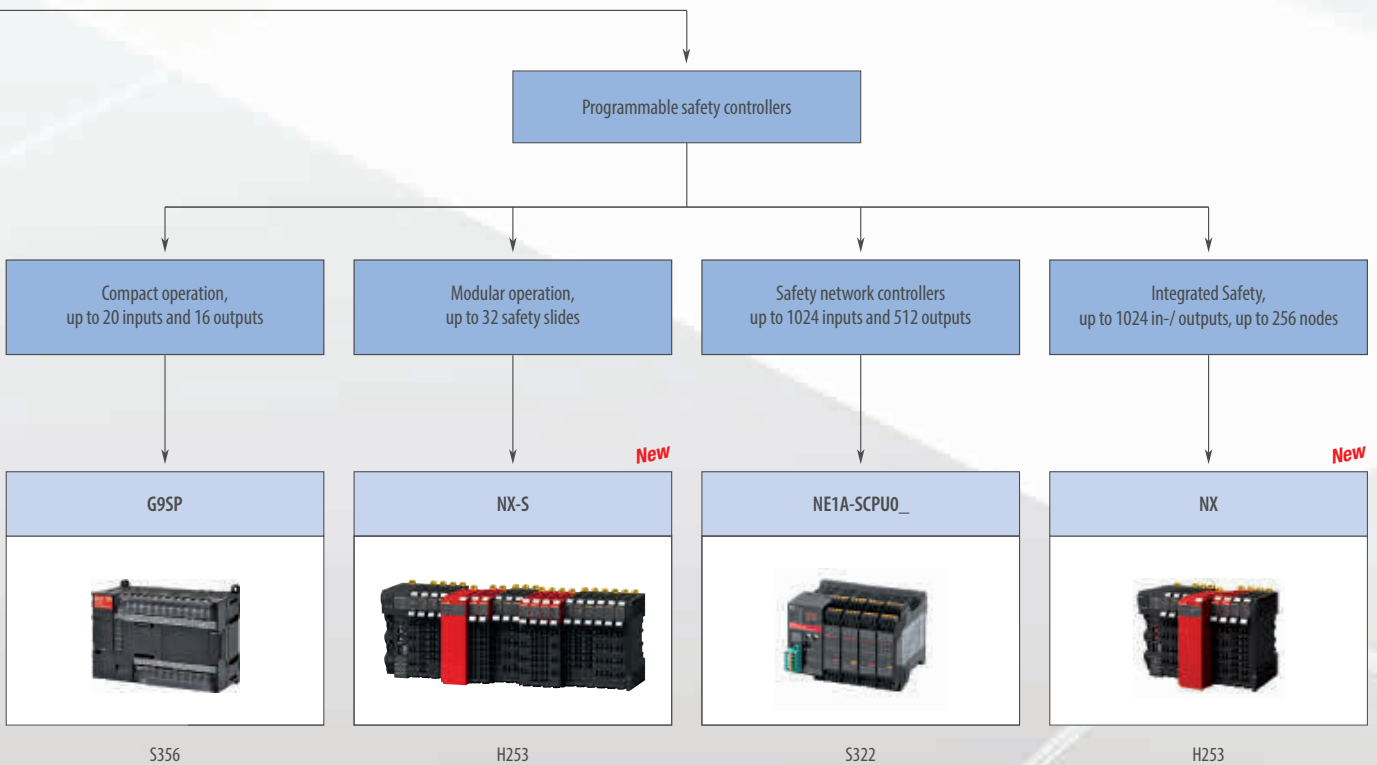 Programmable safety controllers
Compact operation,
up to 20 inputs and 16 outputs
Modular operation,
up to 32 safety slides
Safety network controllers
up to 1024 inputs and 512 outputs
Integrated Safety,
up to 1024 in-/ outputs, up to 256 nodes
New
New
G9SP
NX-S
NE1A-SCPU0_
NX
S356
H253
S322
H253